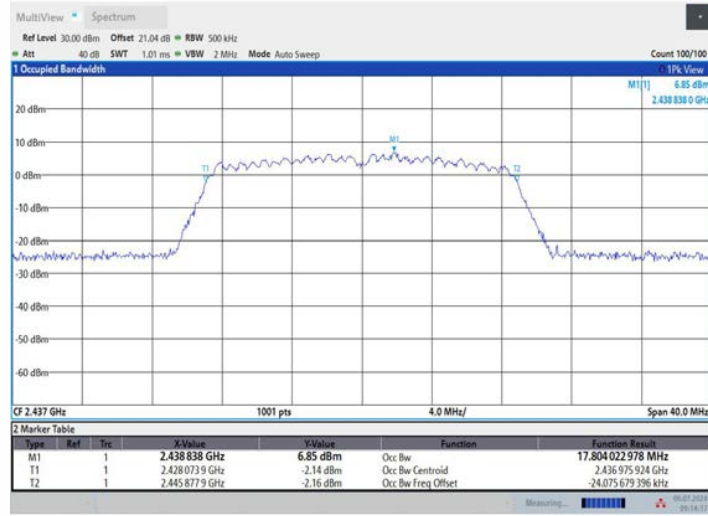 MultiView Spectrum
Ref Level 30.00 dBm Offset 21.04 dB RBW 500 kHz
Att 40 dB SWT 1.01 ms VBW 2 MHz Mode Auto Sweep Count 100/100
1 Occupied Bandwidth 1Pk View
M1[1] 6.85 dBm
2.438 838 0 GHz
20 dBm
M1
10 dBm
T1 T2
0 dBm
-10 dBm
-20 dBm
-30 dBm
-40 dBm
-50 dBm
-60 dBm
CF 2.437 GHz 1001 pts 4.0 MHz/ Span 40.0 MHz
2 Marker Table
Type Ref Trc X-Value Y-Value Function Function Result
M1 1 2.438 838 GHz 6.85 dBm Occ Bw 17.804 022 978 MHz
T1 1 2.428 073 9 GHz -2.14 dBm Occ Bw Centroid 2.436 975 924 GHz
T2 1 2.445 877 9 GHz -2.16 dBm Occ Bw Freq Offset -24.075 679 396 kHz
Measuring...